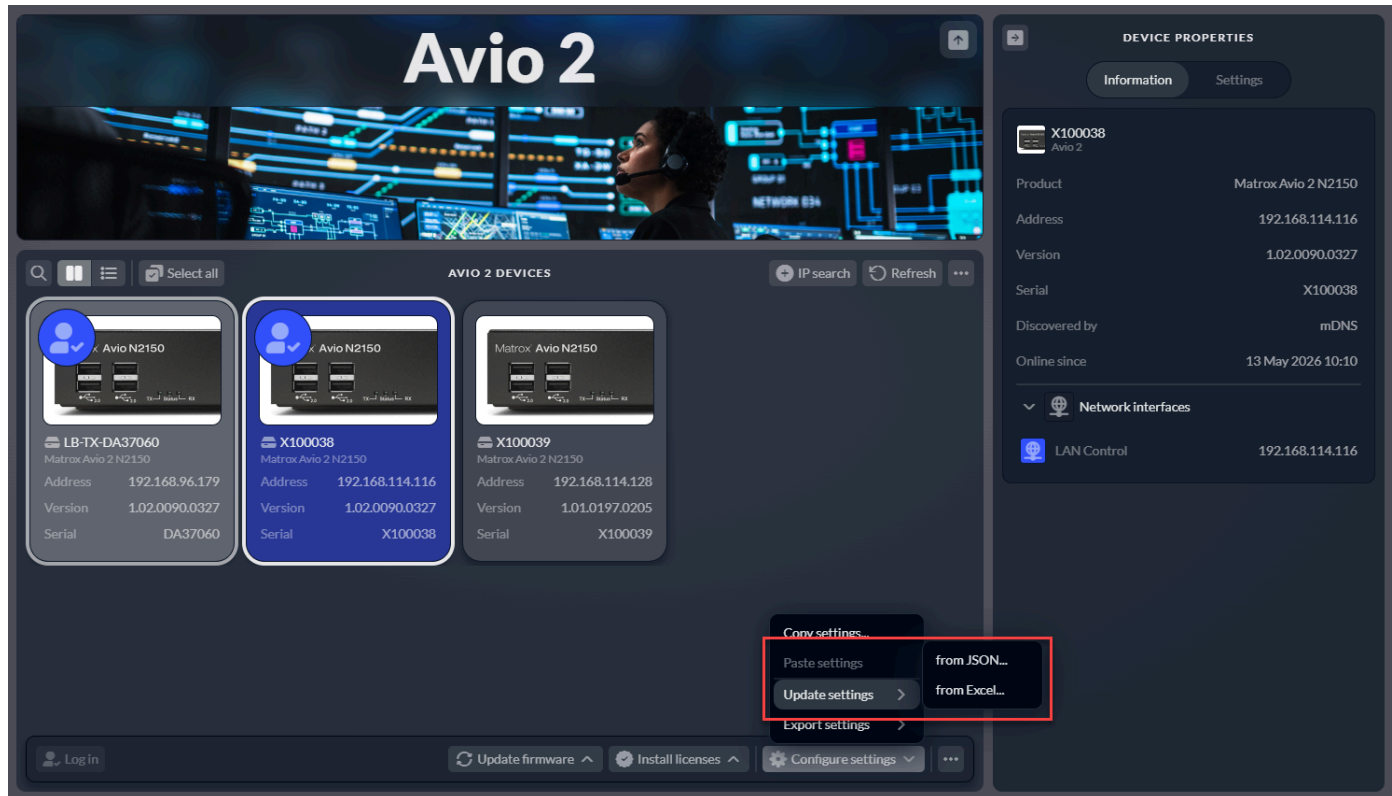 Avio 2
Select all
AVIO 2 DEVICES
IP search
Refresh
Matrox Avio N2150
LB-TX-DA37060
Matrox Avio 2 N2150
Address 192.168.96.179
Version 1.02.0090.0327
Serial DA37060
Avio N2150
X100038
Matrox Avio 2 N2150
Address 192.168.114.116
Version 1.02.0090.0327
Serial X100038
Matrox Avio N2150
X100039
Matrox Avio 2 N2150
Address 192.168.114.128
Version 1.01.0197.0205
Serial X100039
Copy settings...
Paste settings
Update settings
Export settings
from JSON...
from Excel...
Log in
Update firmware
Install licenses
Configure settings
DEVICE PROPERTIES
Information
Settings
X100038
Avio 2
Product Matrox Avio 2 N2150
Address 192.168.114.116
Version 1.02.0090.0327
Serial X100038
Discovered by mDNS
Online since 13 May 2026 10:10
Network interfaces
LAN Control 192.168.114.116